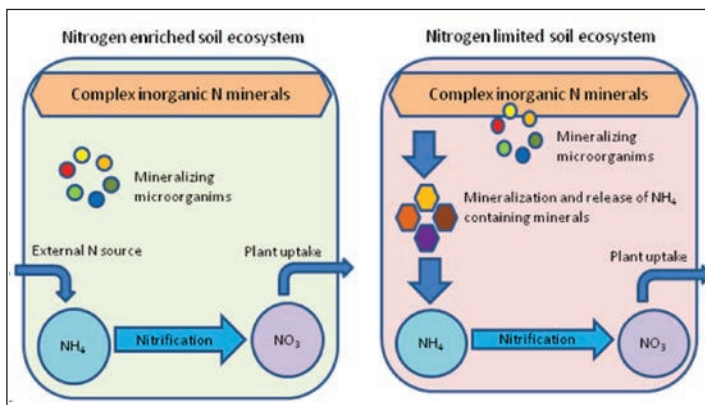 Nitrogen enriched soil ecosystem
Complex inorganic N minerals
Mineralizing
microorganims
External N source
Plant uptake
NH4
Nitrification
NO3
Nitrogen limited soil ecosystem
Complex inorganic N minerals
Mineralizing
microorganims
Mineralization and release of NH4
containing minerals
Plant uptake
NH4
Nitrification
NO3